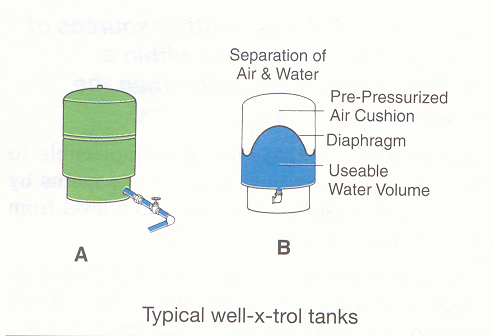 Separation of
Air & Water
Pre-Pressurized
Air Cushion
Diaphragm
Useable
Water Volume
A
B
Typical well-x-trol tanks